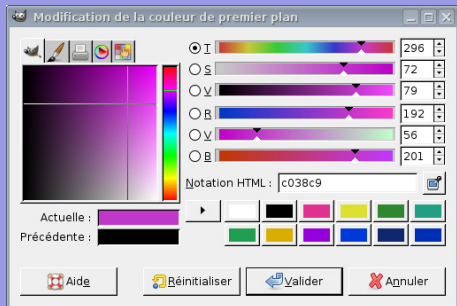 Modification de la couleur de premier plan
T 296
S 72
V 79
R 192
V 56
B 201
Notation HTML : c038c9
Actuelle :
Précédente :
Aide Réinitialiser Valider Annuler